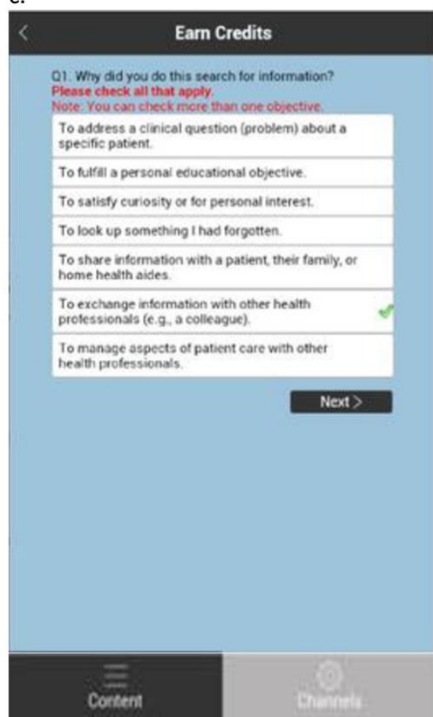 c.
Earn Credits
Q1. Why did you do this search for information?
Please check all that apply.
Note: You can check more than one objective.
To address a clinical question (problem) about a
specific patient.
To fulfill a personal educational objective.
To satisfy curiosity or for personal interest.
To look up something I had forgotten.
To share information with a patient, their family, or
home health aides.
To exchange information with other health
professionals (e.g., a colleague).
To manage aspects of patient care with other
health professionals.
Next >
Content
Channels